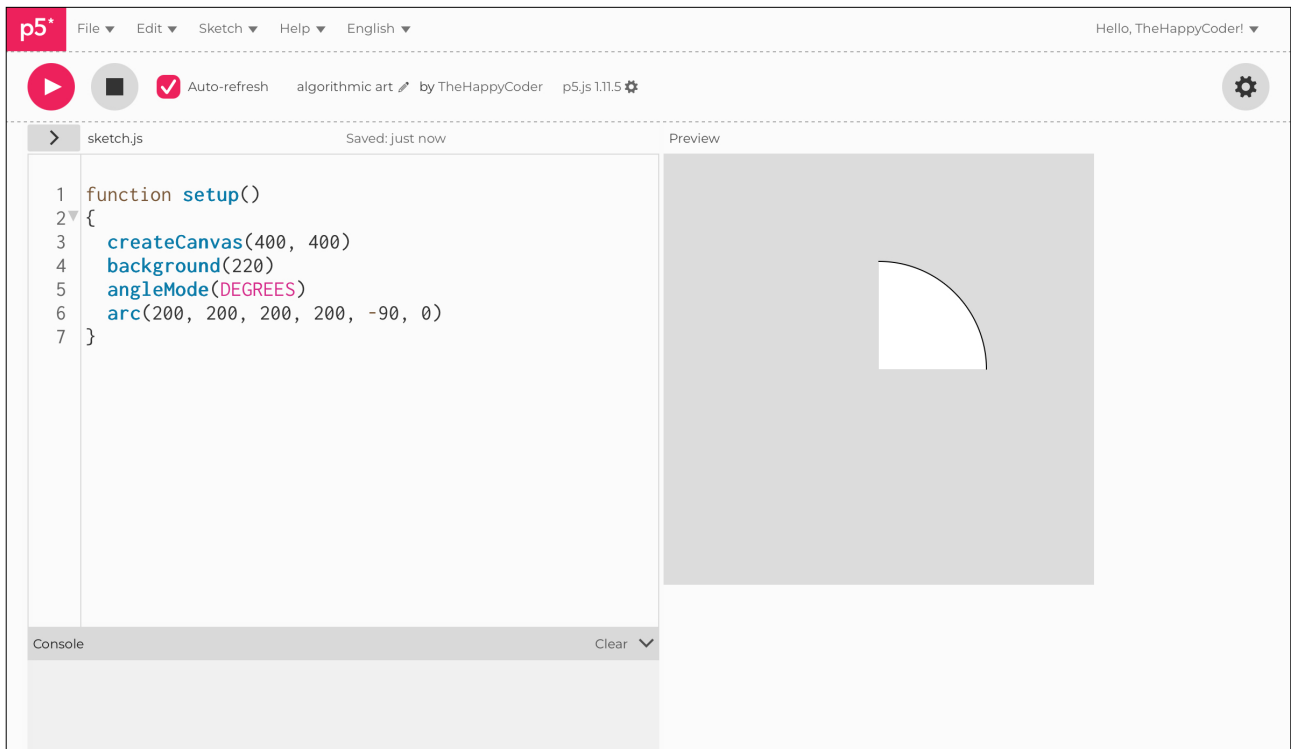 p5* File ▾ Edit ▾ Sketch ▾ Help ▾ English ▾ Hello, TheHappyCoder! ▾
Auto-refresh algorithmic art by TheHappyCoder p5.js 1.11.5
sketch.js Saved: just now Preview
1 function setup()
2 {
3   createCanvas(400, 400)
4   background(220)
5   angleMode(DEGREES)
6   arc(200, 200, 200, 200, -90, 0)
7 }
Console Clear